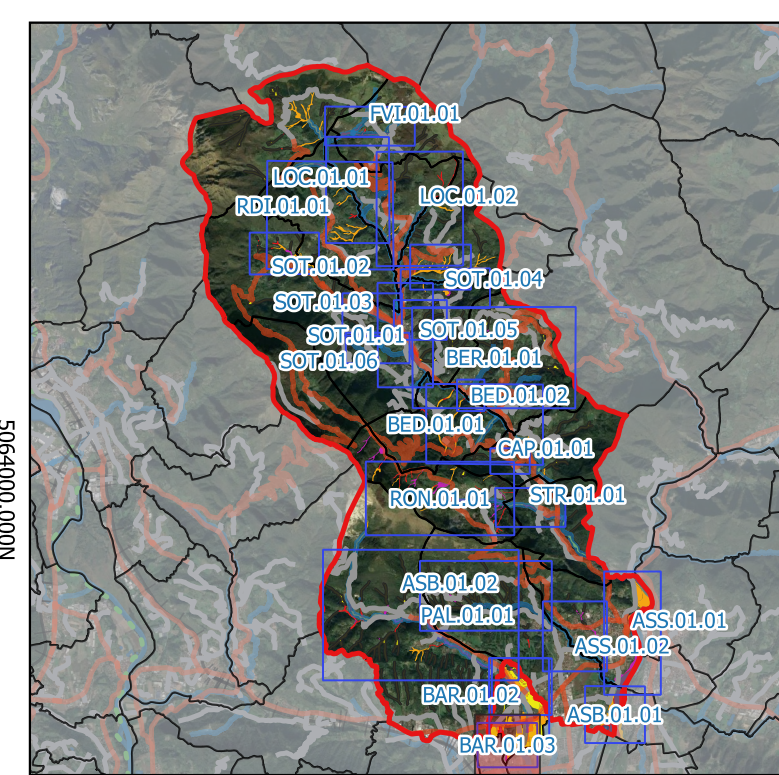 FVI.01.01
LOC.01.01
LOC.01.02
RDI.01.01
SOT.01.02
SOT.01.04
SOT.01.03
SOT.01.05
SOT.01.01
BER.01.01
SOT.01.06
BED.01.02
BED.01.01
CAP.01.01
RON.01.01
STR.01.01
5064000.000N
ASB.01.02
PAL.01.01
ASS.01.01
ASS.01.02
BAR.01.02
ASB.01.01
BAR.01.03